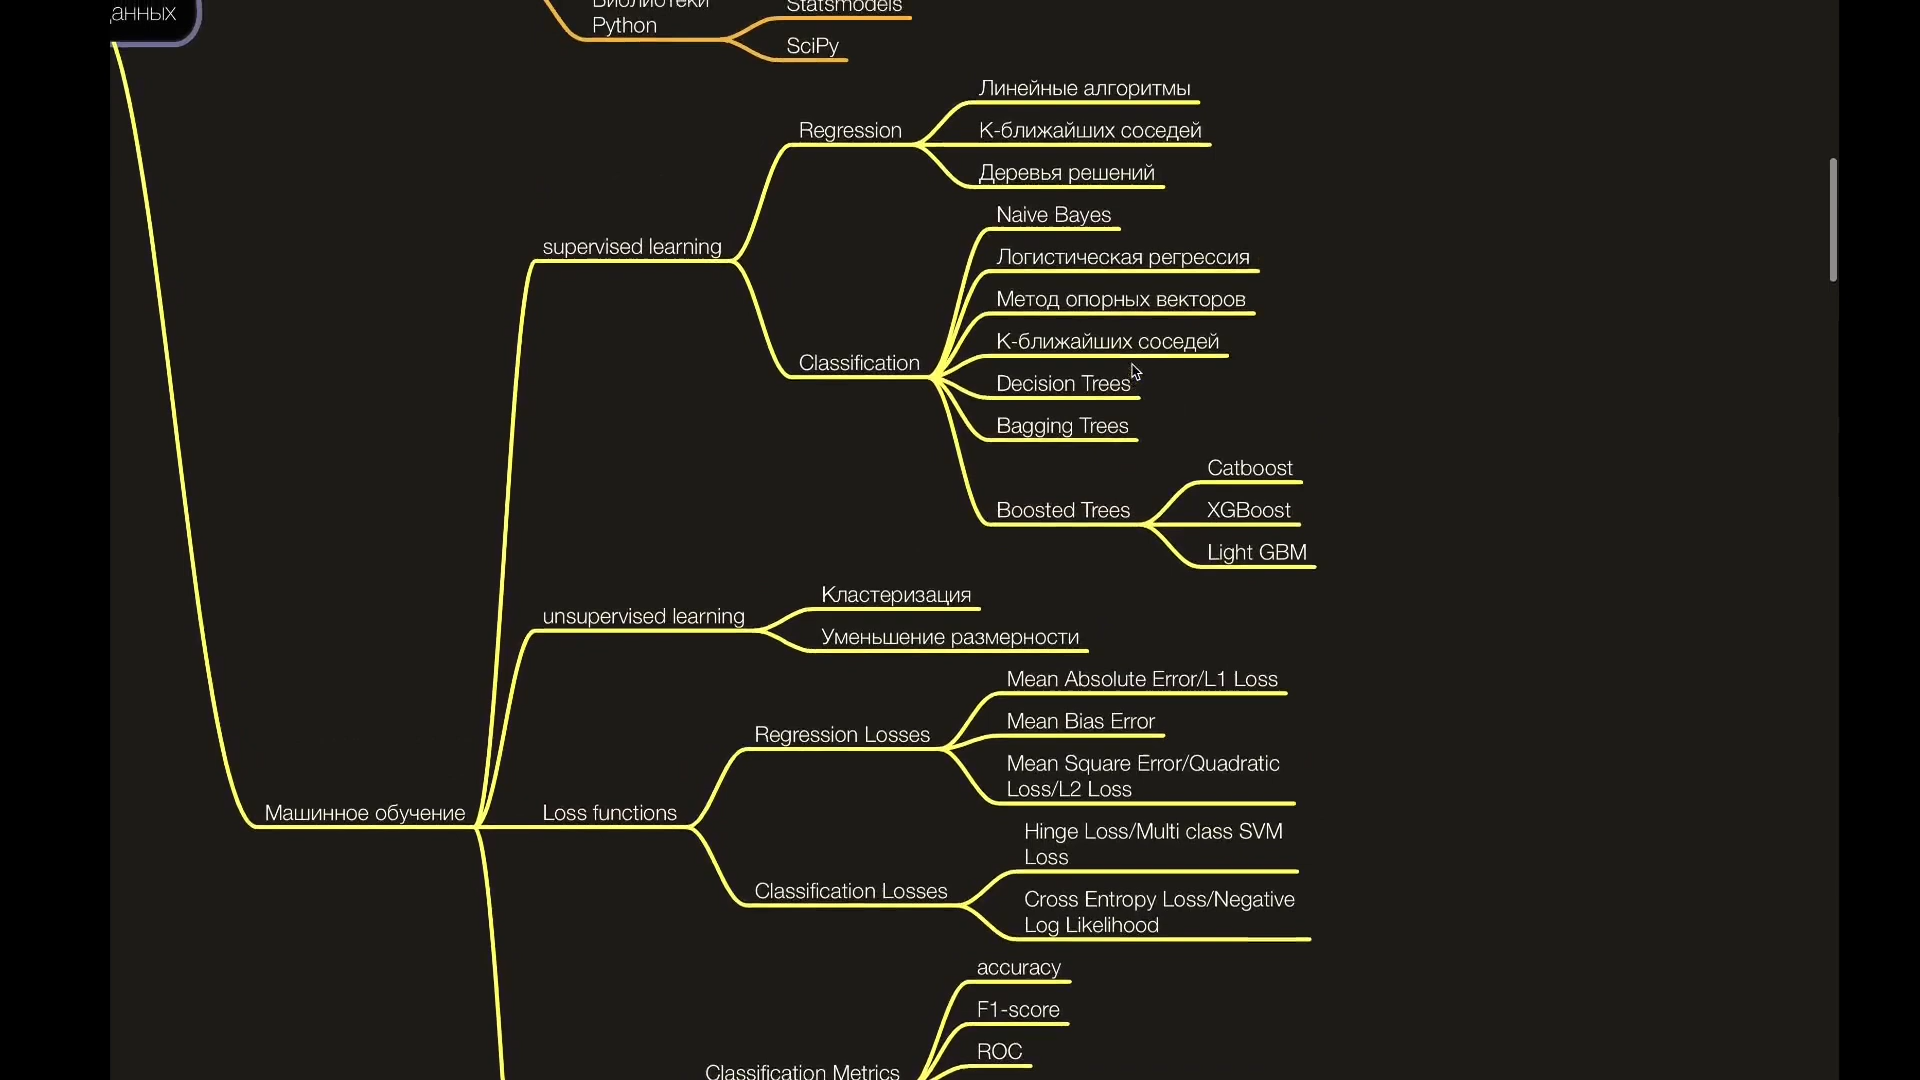 данных
Библиотеки
Python
Statsmodels
SciPy
Линейные алгоритмы
Regression
К-ближайших соседей
Деревья решений
Naive Bayes
supervised learning
Логистическая регрессия
Метод опорных векторов
К-ближайших соседей
Classification
Decision Trees
Bagging Trees
Catboost
Boosted Trees
XGBoost
Light GBM
Кластеризация
unsupervised learning
Уменьшение размерности
Mean Absolute Error/L1 Loss
Mean Bias Error
Regression Losses
Mean Square Error/Quadratic
Loss/L2 Loss
Машинное обучение
Loss functions
Hinge Loss/Multi class SVM
Loss
Classification Losses
Cross Entropy Loss/Negative
Log Likelihood
accuracy
F1-score
ROC
Classification Metrics